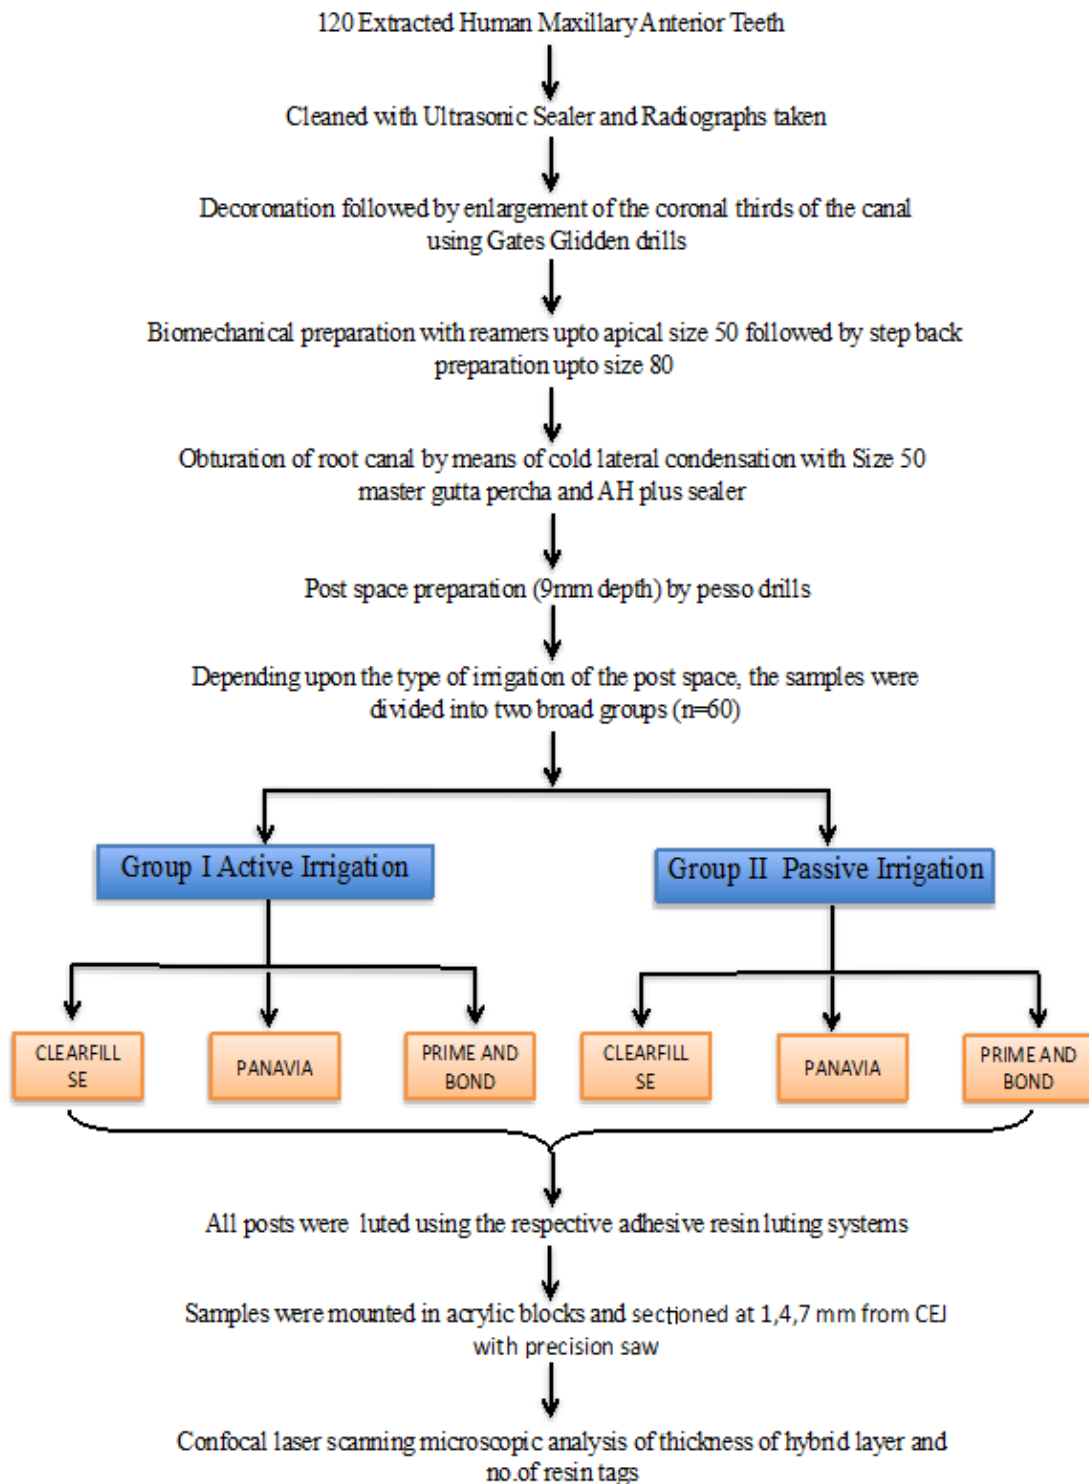 120 Extracted Human Maxillary Anterior Teeth
Cleaned with Ultrasonic Sealer and Radiographs taken
Decoronation followed by enlargement of the coronal thirds of the canal
using Gates Glidden drills
Biomechanical preparation with reamers upto apical size 50 followed by step back
preparation upto size 80
Obturation of root canal by means of cold lateral condensation with Size 50
master gutta percha and AH plus sealer
Post space preparation (9mm depth) by pesso drills
Depending upon the type of irrigation of the post space, the samples were
divided into two broad groups (n=60)
Group I Active Irrigation
Group II Passive Irrigation
CLEARFILL
SE
PANAVIA
PRIME AND
BOND
CLEARFILL
SE
PANAVIA
PRIME AND
BOND
All posts were luted using the respective adhesive resin luting systems
Samples were mounted in acrylic blocks and sectioned at 1,4,7 mm from CEJ
with precision saw
Confocal laser scanning microscopic analysis of thickness of hybrid layer and
no.of resin tags